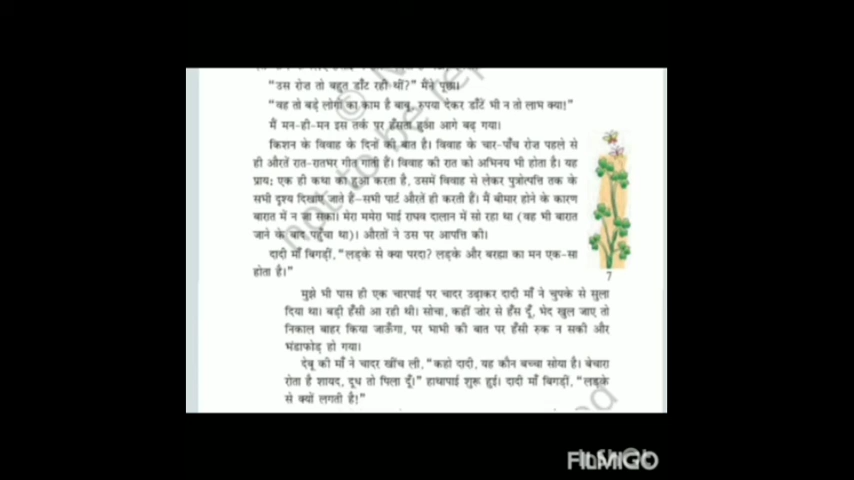 "उस रोज़ तो बहुत डाँट रही थीं?" मैंने पूछा।
"वह तो बड़े लोगों का काम है बाबू, रुपया देकर डाँटें भी न तो लाभ क्या!"
मैं मन-ही-मन इस तर्क पर हँसता हुआ आगे बढ़ गया।
किशन के विवाह के दिनों की बात है। विवाह के चार-पाँच रोज़ पहले से
ही औरतें रात-रातभर गीत गाती हैं। विवाह की रात को अभिनय भी होता है। यह
प्राय: एक ही कथा का हुआ करता है, उसमें विवाह से लेकर पुत्रोत्पत्ति तक के
सभी दृश्य दिखाए जाते हैं-सभी पार्ट औरतें ही करती हैं। मैं बीमार होने के कारण
बारात में न जा सका। मेरा ममेरा भाई राघव दालान में सो रहा था (वह भी बारात
जाने के बाद पहुँचा था)। औरतों ने उस पर आपत्ति की।
दादी माँ बिगड़ीं, "लड़के से क्या परदा? लड़के और बरह्मा का मन एक-सा
होता है।"
7
मुझे भी पास ही एक चारपाई पर चादर उढ़ाकर दादी माँ ने चुपके से सुला
दिया था। बड़ी हँसी आ रही थी। सोचा, कहीं ज़ोर से हँस दूँ, भेद खुल जाए तो
निकाल बाहर किया जाऊँगा, पर भाभी की बात पर हँसी रुक न सकी और
भंडाफोड़ हो गया।
देबू की माँ ने चादर खींच ली, "कहो दादी, यह कौन बच्चा सोया है। बेचारा
रोता है शायद, दूध तो पिला दूँ।" हाथापाई शुरू हुई। दादी माँ बिगड़ीं, "लड़के
से क्यों लगती है!"
not to be rep
©
FILMIGO